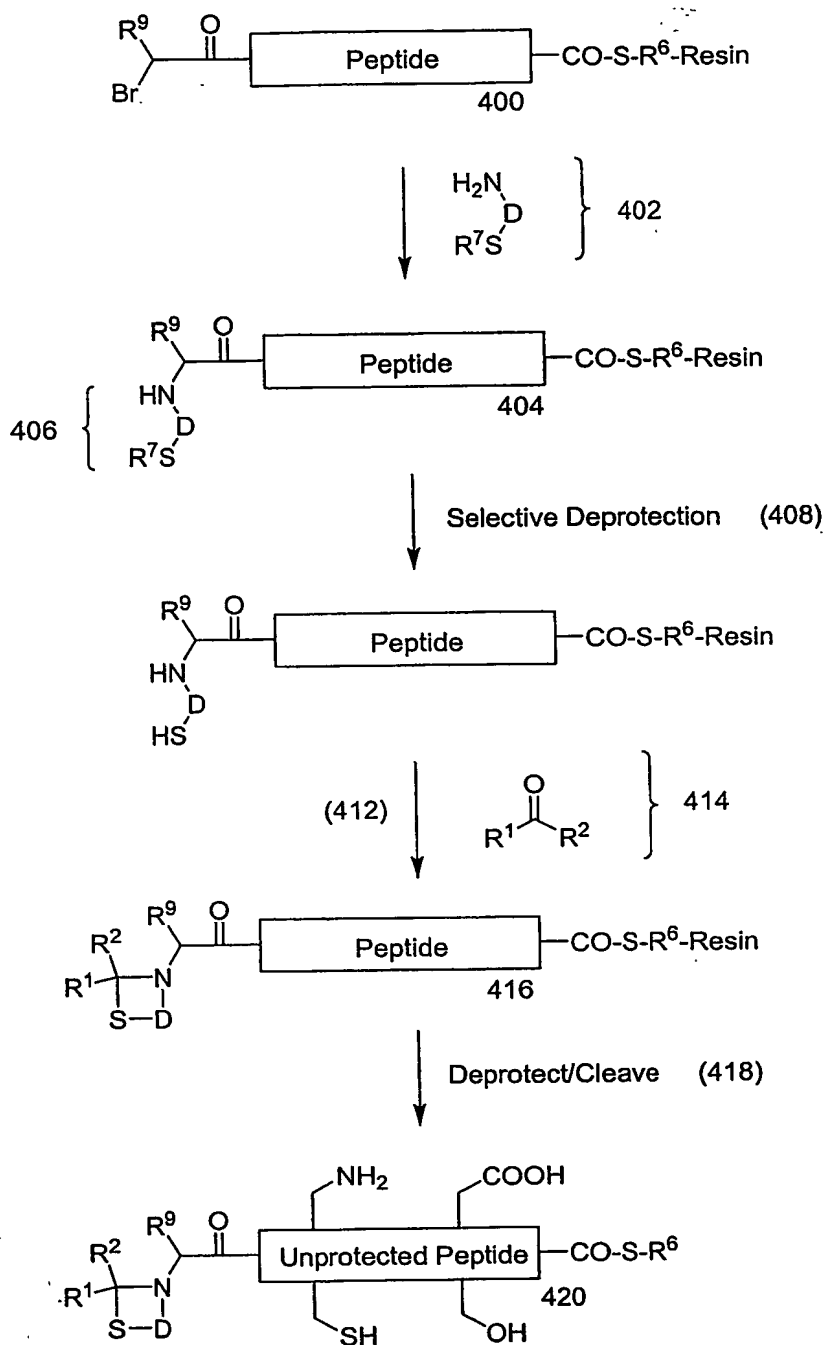 R⁹ O
Peptide
CO-S-R⁶-Resin
Br
400
H₂N
D
R⁷S
402
R⁹ O
Peptide
CO-S-R⁶-Resin
HN
404
406
D
R⁷S
Selective Deprotection (408)
R⁹ O
Peptide
CO-S-R⁶-Resin
HN
D
HS
(412)
O
R¹ R²
414
R² R⁹ O
Peptide
CO-S-R⁶-Resin
R¹ N
416
S-D
Deprotect/Cleave (418)
NH₂ COOH
R² R⁹ O
Unprotected Peptide
CO-S-R⁶
R¹ N
420
S-D
SH OH